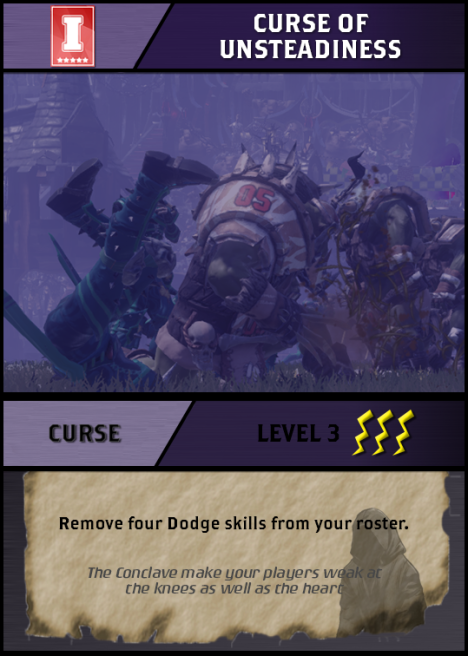 I
CURSE OF
UNSTEADINESS
05
CURSE
LEVEL 3
Remove four Dodge skills from your roster.
The Conclave make your players weak at
the knees as well as the heart